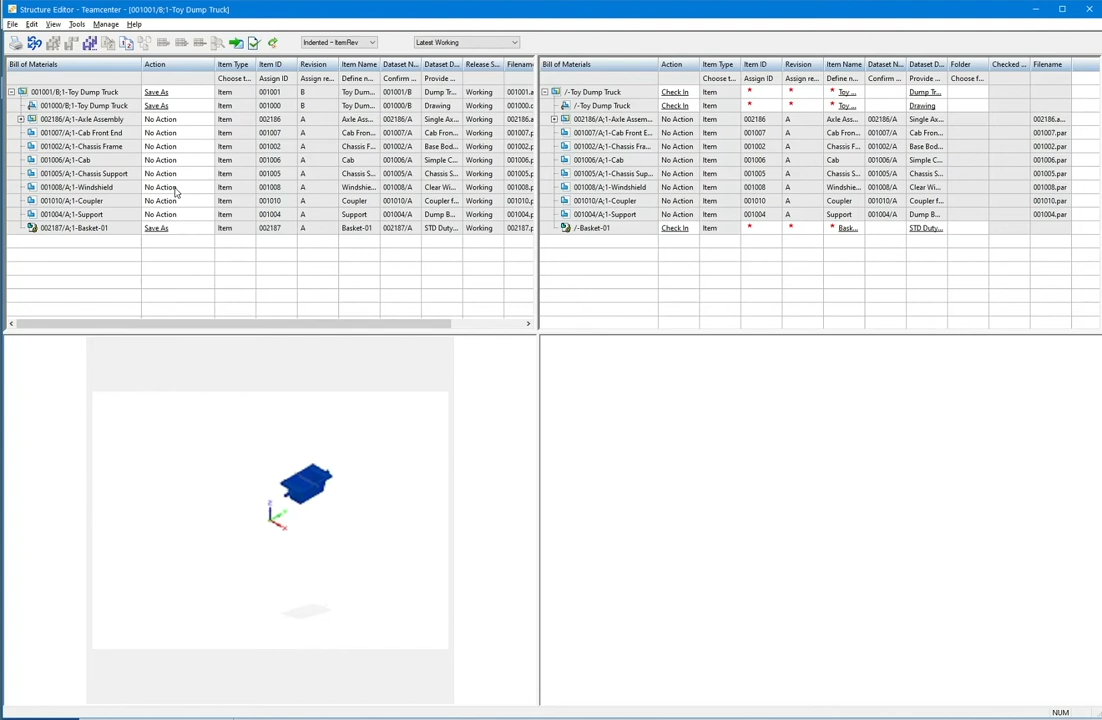 Structure Editor - Teamcenter - [001001/B;1-Toy Dump Truck]
File Edit View Tools Manage Help
Indented – ItemRev Latest Working
Bill of Materials Action Item Type Item ID Revision Item Name Dataset N... Dataset D... Release S... Filename
Choose t... Assign ID Assign re... Define n... Confirm ... Provide ...
001001/B;1-Toy Dump Truck Save As Item 001001 B Toy Dum... 001001/B Dump Tr... Working 001001.a
001000/B;1-Toy Dump Truck Save As Item 001000 B Toy Dum... 001000/B Drawing Working 001000.d
002186/A;1-Axle Assembly No Action Item 002186 A Axle Ass... 002186/A Single Ax... Working 002186.a
001007/A;1-Cab Front End No Action Item 001007 A Cab Fron... 001007/A Cab Fron... Working 001007.p
001002/A;1-Chassis Frame No Action Item 001002 A Chassis F... 001002/A Base Bod... Working 001002.p
001006/A;1-Cab No Action Item 001006 A Cab 001006/A Simple C... Working 001006.p
001005/A;1-Chassis Support No Action Item 001005 A Chassis S... 001005/A Chassis S... Working 001005.p
001008/A;1-Windshield No Action Item 001008 A Windshie... 001008/A Clear Wi... Working 001008.p
001010/A;1-Coupler No Action Item 001010 A Coupler 001010/A Coupler f... Working 001010.p
001004/A;1-Support No Action Item 001004 A Support 001004/A Dump B... Working 001004.p
002187/A;1-Basket-01 Save As Item 002187 A Basket-01 002187/A STD Duty... Working 002187.p
Bill of Materials Action Item Type Item ID Revision Item Name Dataset N... Dataset D... Folder Checked ... Filename
Choose t... Assign ID Assign re... Define n... Confirm ... Provide ... Choose f...
/-Toy Dump Truck Check In Item * * * Toy ... Dump Tr...
/-Toy Dump Truck Check In Item * * * Toy ... Drawing
002186/A;1-Axle Assem... No Action Item 002186 A Axle Ass... 002186/A Single Ax... 002186.a...
001007/A;1-Cab Front E... No Action Item 001007 A Cab Fron... 001007/A Cab Fron... 001007.par
001002/A;1-Chassis Fra... No Action Item 001002 A Chassis F... 001002/A Base Bod... 001002.par
001006/A;1-Cab No Action Item 001006 A Cab 001006/A Simple C... 001006.par
001005/A;1-Chassis Sup... No Action Item 001005 A Chassis S... 001005/A Chassis S... 001005.par
001008/A;1-Windshield No Action Item 001008 A Windshie... 001008/A Clear Wi... 001008.par
001010/A;1-Coupler No Action Item 001010 A Coupler 001010/A Coupler f... 001010.par
001004/A;1-Support No Action Item 001004 A Support 001004/A Dump B... 001004.par
/-Basket-01 Check In Item * * * Bask... STD Duty...
NUM